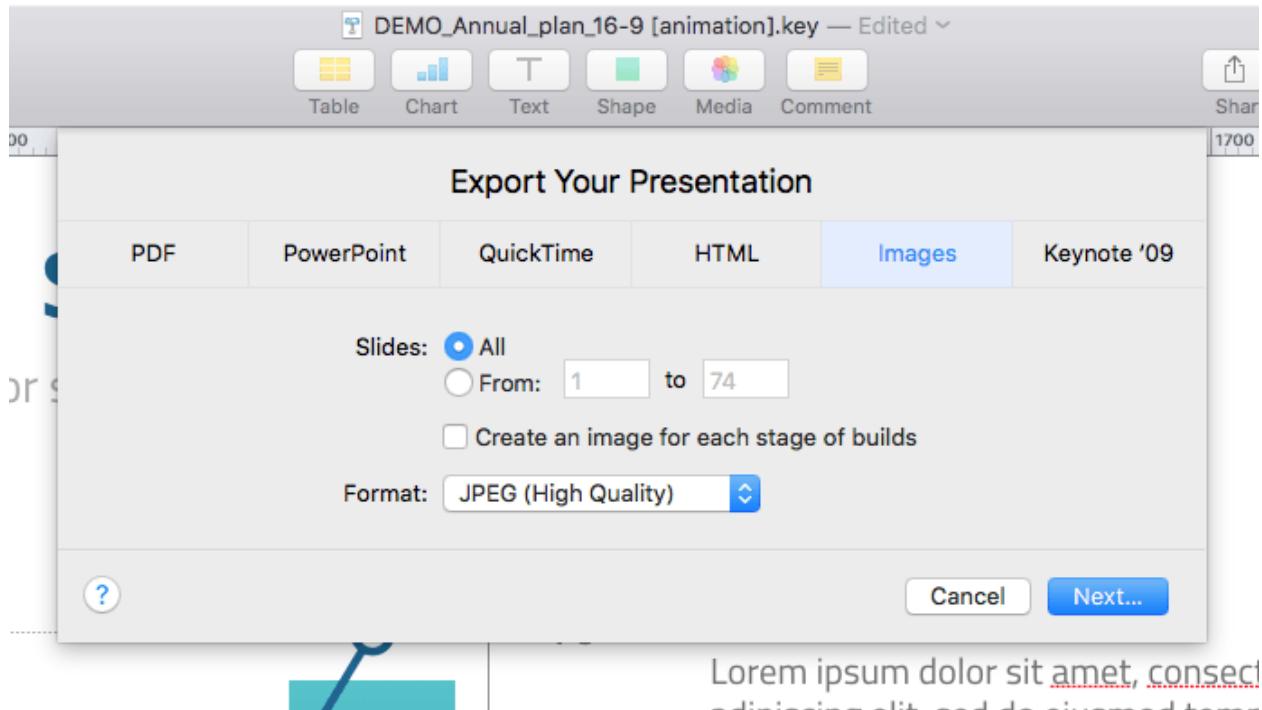 DEMO_Annual_plan_16-9 [animation].key — Edited
Table Chart Text Shape Media Comment
1700
Export Your Presentation
PDF PowerPoint QuickTime HTML Images Keynote '09
Slides: All
From: 1 to 74
Create an image for each stage of builds
Format: JPEG (High Quality)
? Cancel Next...
Lorem ipsum dolor sit amet, consect